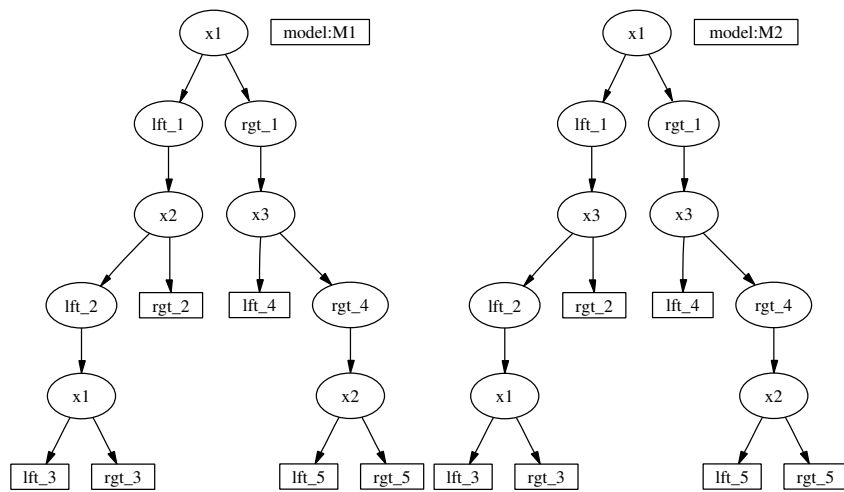 x1 model:M1
lft_1 rgt_1
x2 x3
lft_2 rgt_2 lft_4 rgt_4
x1 x2
lft_3 rgt_3 lft_5 rgt_5
x1 model:M2
lft_1 rgt_1
x3 x3
lft_2 rgt_2 lft_4 rgt_4
x1 x2
lft_3 rgt_3 lft_5 rgt_5